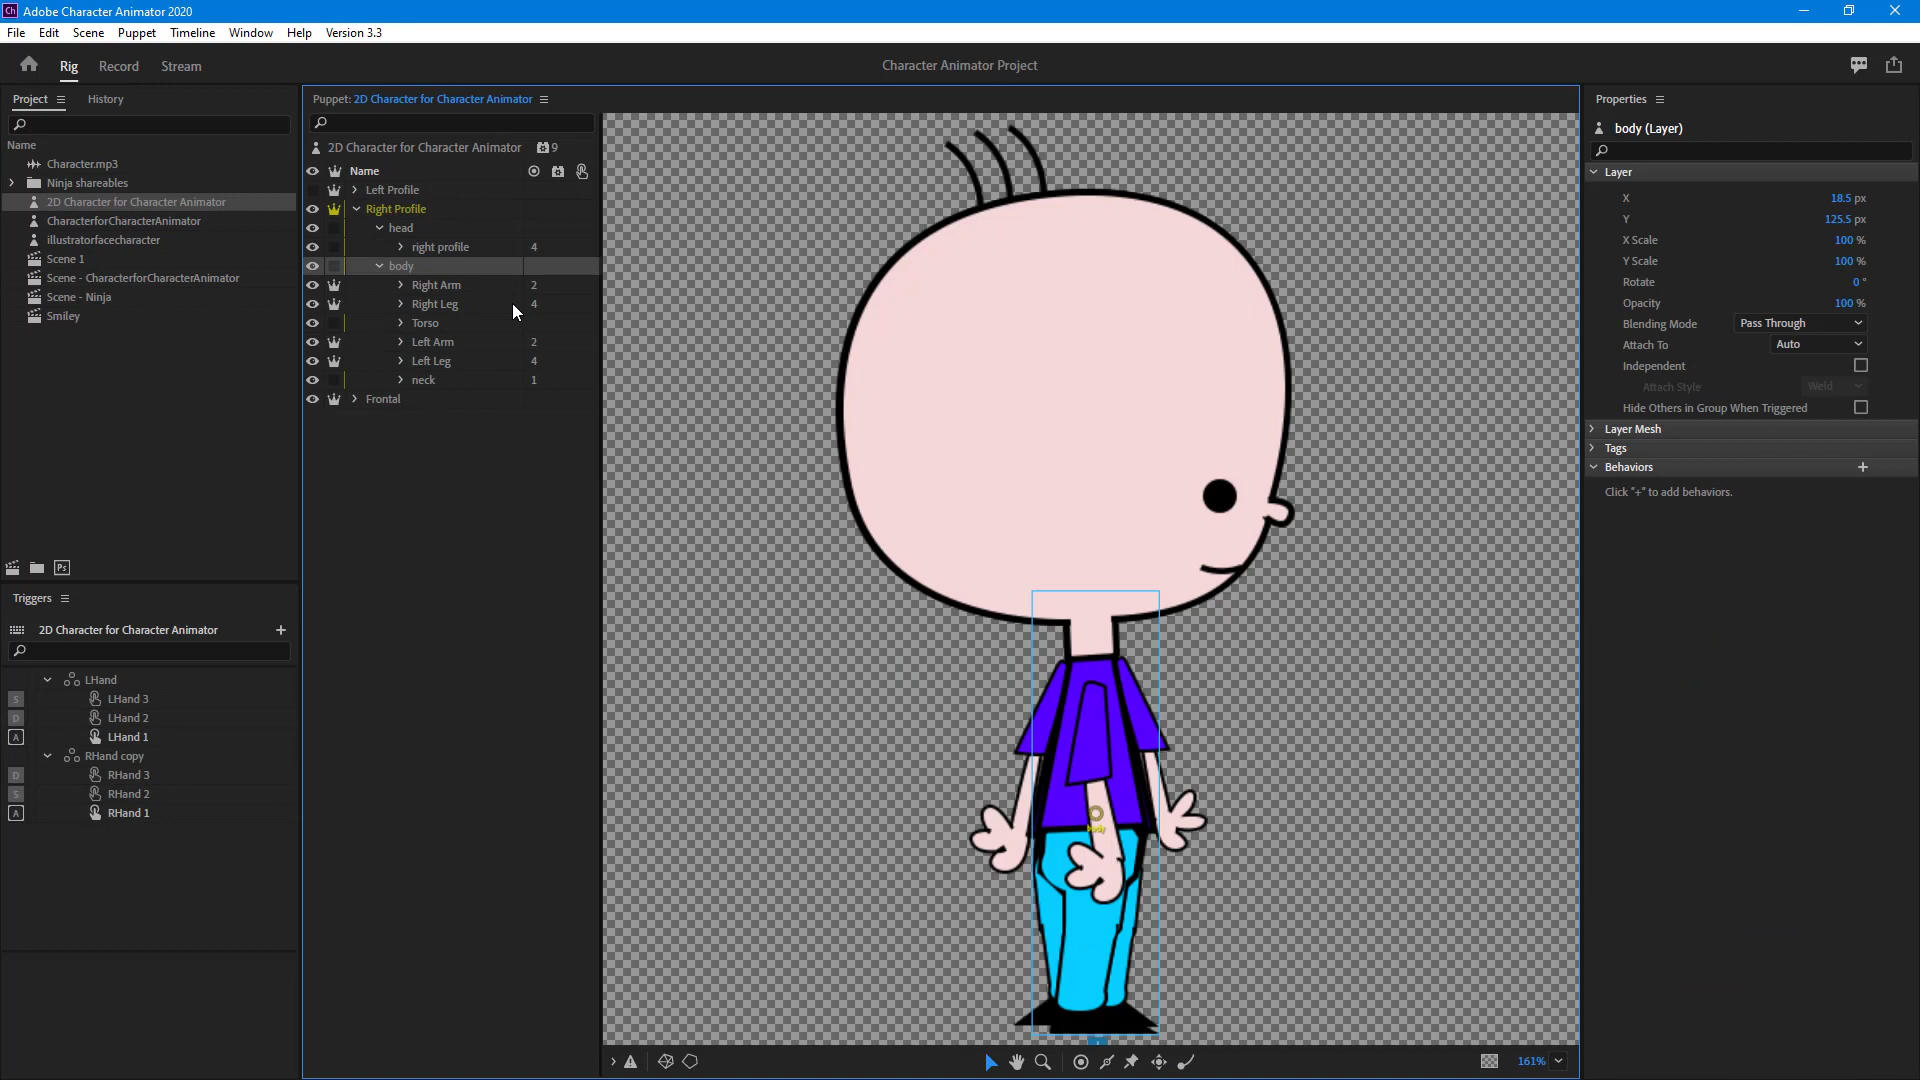 Ch Adobe Character Animator 2020
File Edit Scene Puppet Timeline Window Help Version 3.3
Rig Record Stream Character Animator Project
Project History
Name
Character.mp3
Ninja shareables
2D Character for Character Animator
CharacterforCharacterAnimator
illustratorfacecharacter
Scene 1
Scene - CharacterforCharacterAnimator
Scene - Ninja
Smiley
Ps
Triggers
2D Character for Character Animator
LHand
S LHand 3
D LHand 2
A LHand 1
RHand copy
D RHand 3
S RHand 2
A RHand 1
Puppet: 2D Character for Character Animator
2D Character for Character Animator 9
Name
Left Profile
Right Profile
head
right profile 4
body
Right Arm 2
Right Leg 4
Torso
Left Arm 2
Left Leg 4
neck 1
Frontal
body
161%
Properties
body (Layer)
Layer
X 18.5 px
Y 125.5 px
X Scale 100 %
Y Scale 100 %
Rotate 0 °
Opacity 100 %
Blending Mode Pass Through
Attach To Auto
Independent
Attach Style Weld
Hide Others in Group When Triggered
Layer Mesh
Tags
Behaviors +
Click "+" to add behaviors.